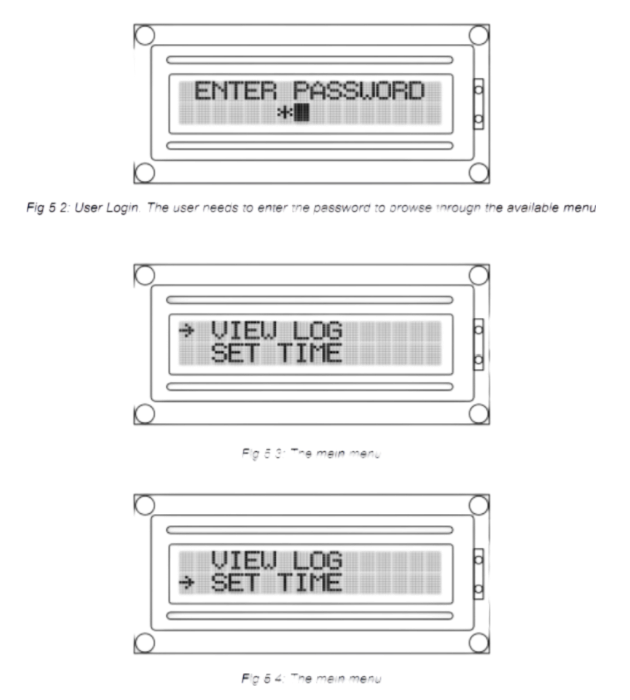 ENTER PASSWORD
*
Fig 5.2: User Login. The user needs to enter the password to browse through the available menu
→ VIEW LOG
SET TIME
Fig 5.3: The main menu
VIEW LOG
→ SET TIME
Fig 5.4: The main menu